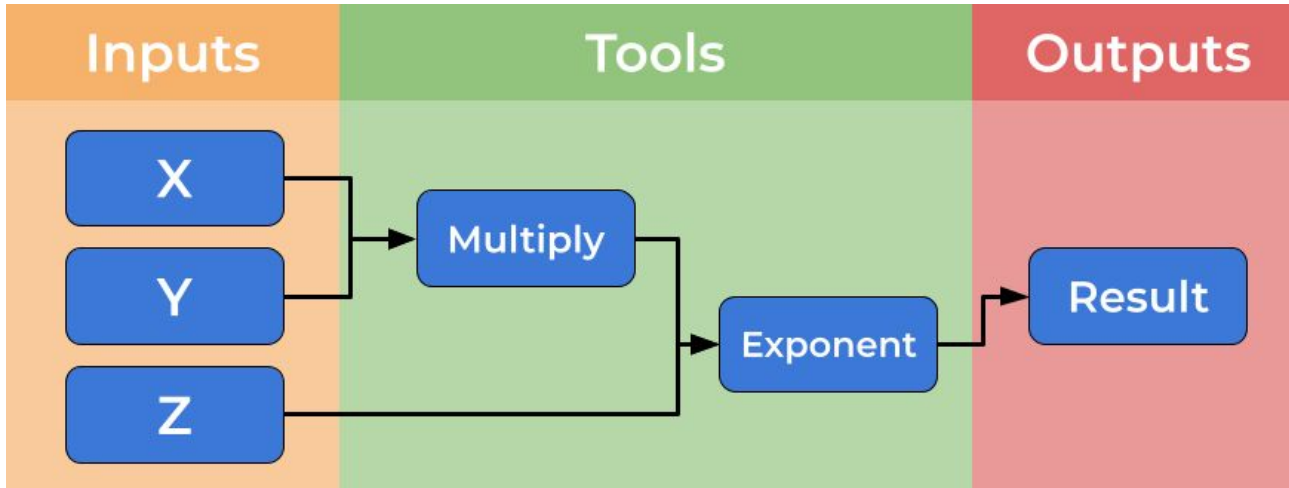 Inputs
Tools
Outputs
X
Multiply
Y
Result
Exponent
Z